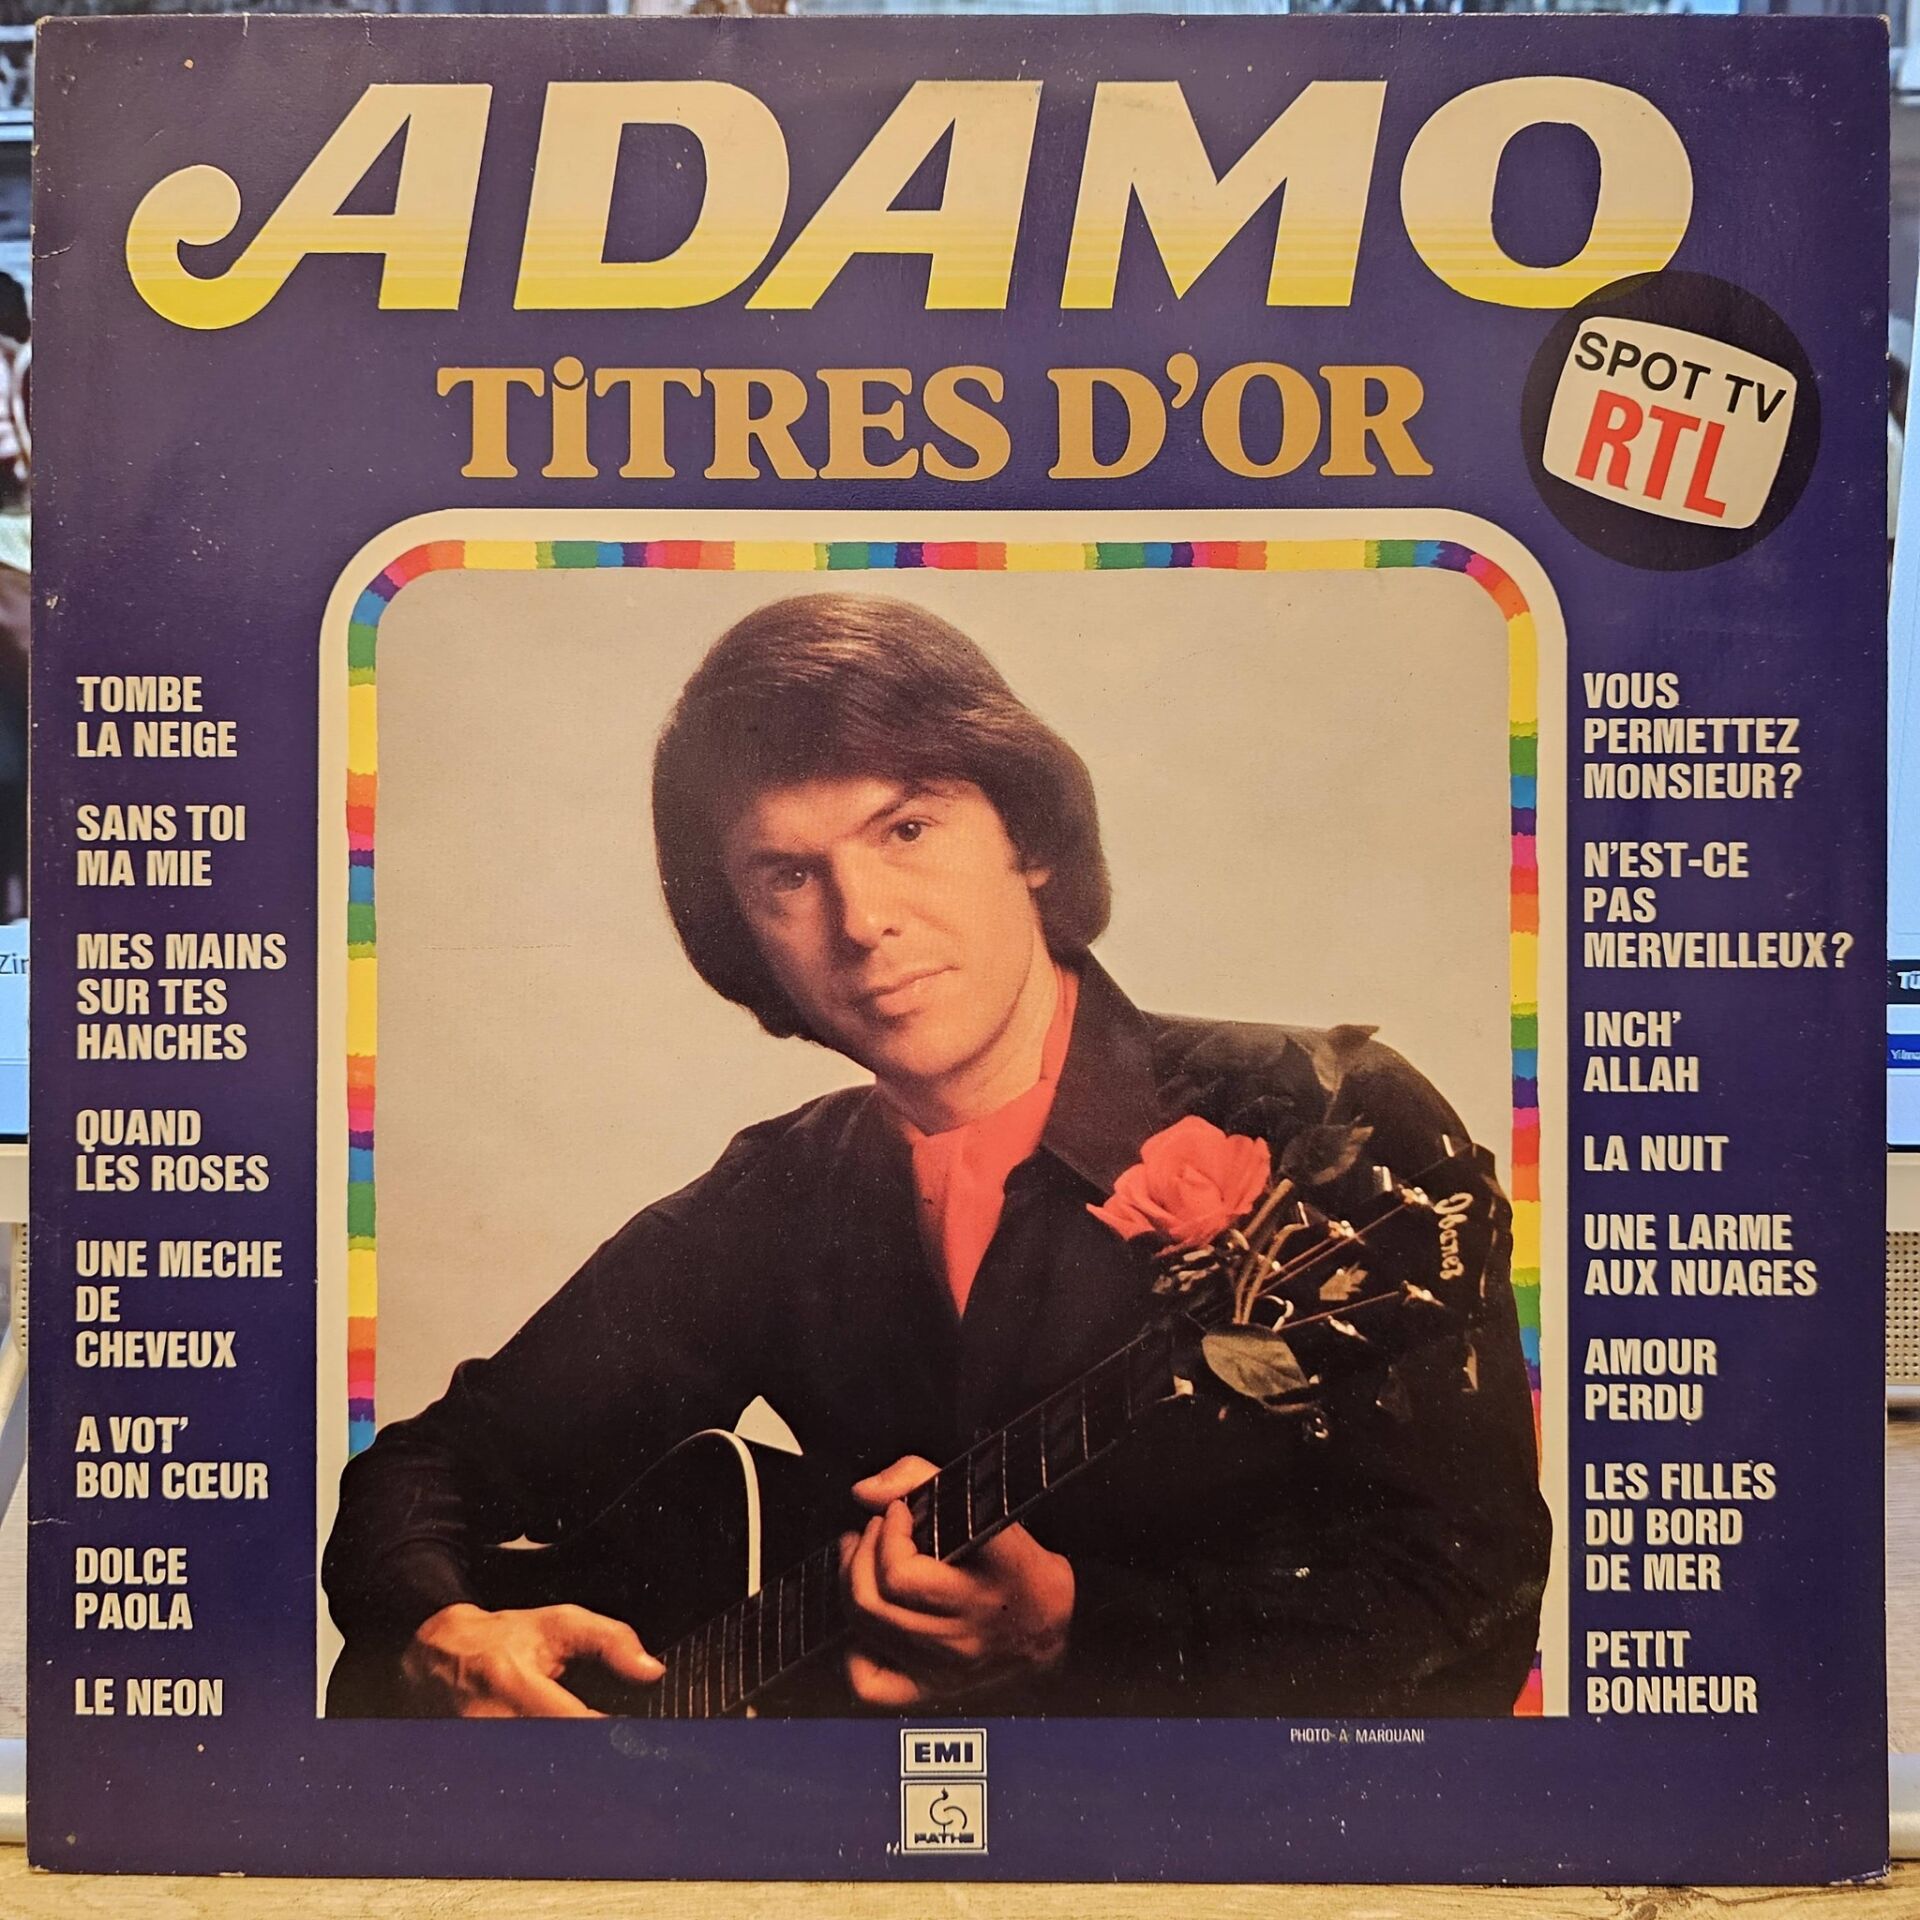 ADAMO
TiTRES D'OR
SPOT TV
RTL
TOMBE
LA NEIGE
SANS TOI
MA MIE
MES MAINS
SUR TES
HANCHES
QUAND
LES ROSES
UNE MECHE
DE
CHEVEUX
A VOT'
BON CŒUR
DOLCE
PAOLA
LE NEON
VOUS
PERMETTEZ
MONSIEUR?
N'EST-CE
PAS
MERVEILLEUX?
INCH'
ALLAH
LA NUIT
UNE LARME
AUX NUAGES
AMOUR
PERDU
LES FILLES
DU BORD
DE MER
PETIT
BONHEUR
Ibanez
PHOTO A MAROUANI
EMI
PATHE